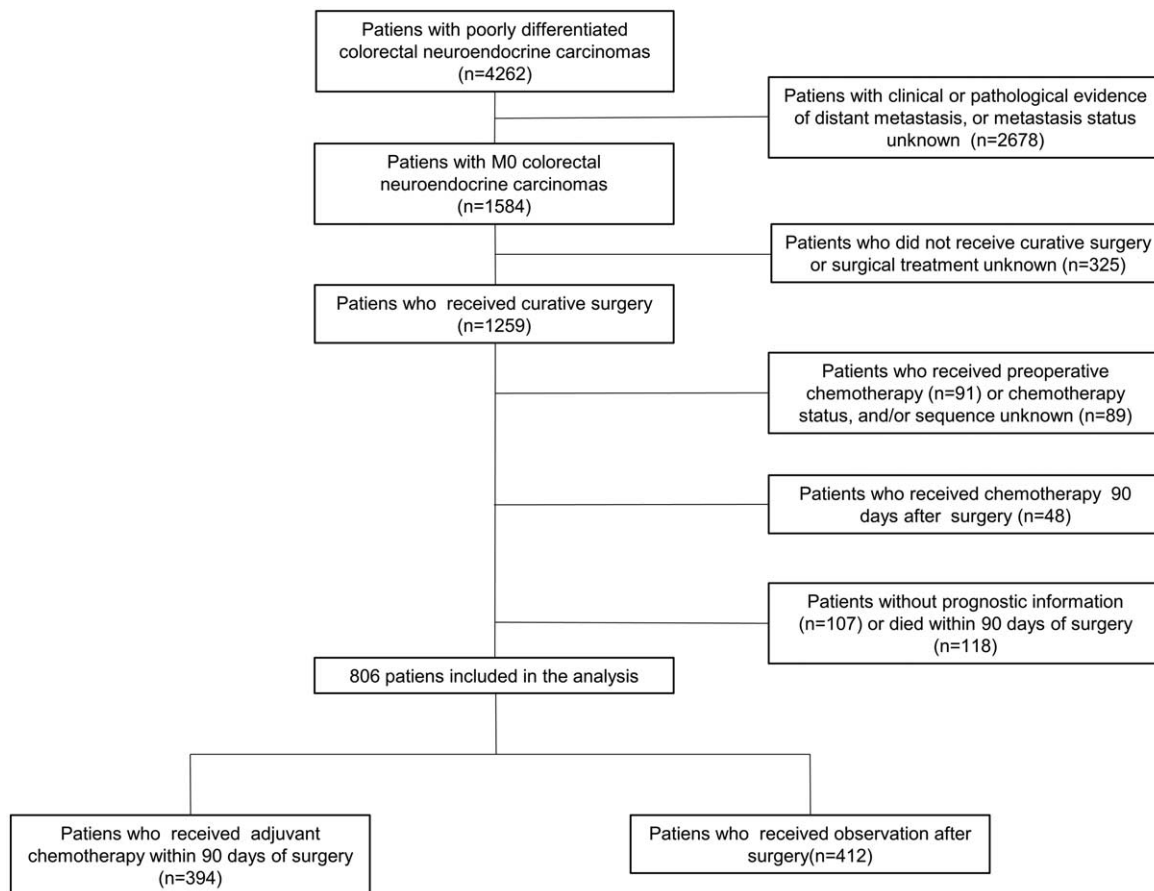 Patiens with poorly differentiated
colorectal neuroendocrine carcinomas
(n=4262)
Patiens with clinical or pathological evidence
of distant metastasis, or metastasis status
unknown (n=2678)
Patiens with M0 colorectal
neuroendocrine carcinomas
(n=1584)
Patients who did not receive curative surgery
or surgical treatment unknown (n=325)
Patiens who received curative surgery
(n=1259)
Patients who received preoperative
chemotherapy (n=91) or chemotherapy
status, and/or sequence unknown (n=89)
Patiens who received chemotherapy 90
days after surgery (n=48)
Patients without prognostic information
(n=107) or died within 90 days of surgery
(n=118)
806 patiens included in the analysis
Patiens who received adjuvant
chemotherapy within 90 days of surgery
(n=394)
Patiens who received observation after
surgery(n=412)